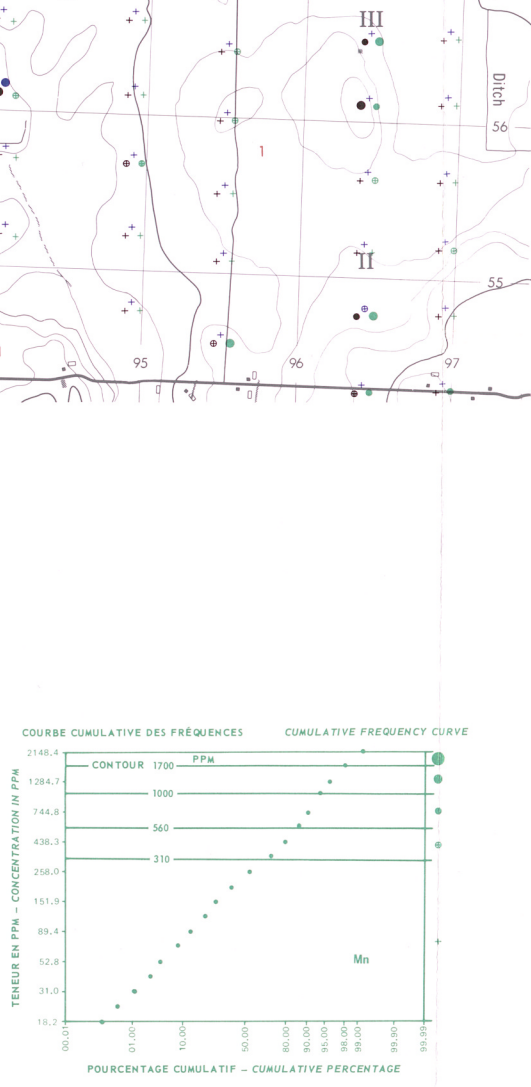 III
Ditch
56
1
II
55
95 96 97
COURBE CUMULATIVE DES FRÊQUENCES CUMULATIVE FREQUENCY CURVE
2148.4
CONTOUR 1700 PPM
1284.7
1000
744.8
560
438.3
310
258.0
151.9
89.4
52.8
Mn
31.0
18.2
00.01 01.00 10.00 50.00 80.00 90.00 95.00 98.00 99.00 99.90 99.99
TENEUR EN PPM – CONCENTRATION IN PPM
POURCENTAGE CUMULATIF – CUMULATIVE PERCENTAGE